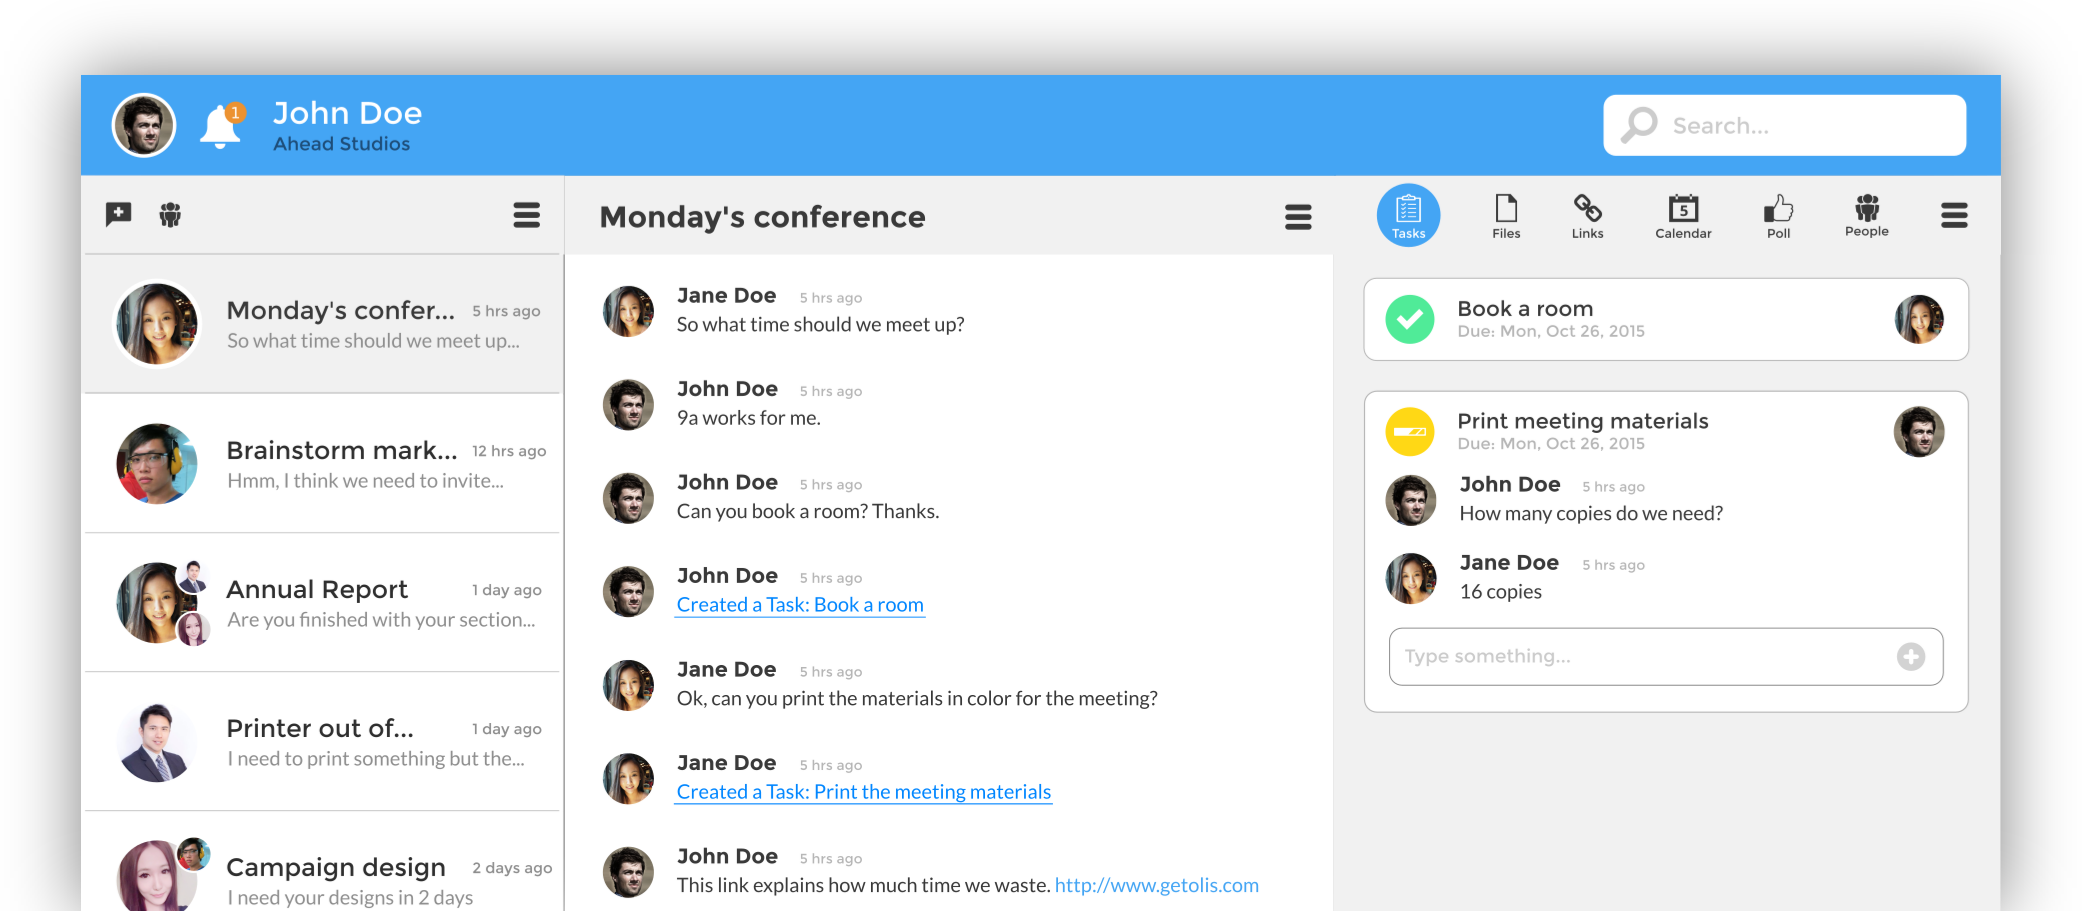 1
John Doe
Ahead Studios
Search...
Monday's confer... 5 hrs ago
So what time should we meet up...
Brainstorm mark... 12 hrs ago
Hmm, I think we need to invite...
Annual Report 1 day ago
Are you finished with your section...
Printer out of... 1 day ago
I need to print something but the...
Campaign design 2 days ago
I need your designs in 2 days
Monday's conference
Jane Doe 5 hrs ago
So what time should we meet up?
John Doe 5 hrs ago
9a works for me.
John Doe 5 hrs ago
Can you book a room? Thanks.
John Doe 5 hrs ago
Created a Task: Book a room
Jane Doe 5 hrs ago
Ok, can you print the materials in color for the meeting?
Jane Doe 5 hrs ago
Created a Task: Print the meeting materials
John Doe 5 hrs ago
This link explains how much time we waste. http://www.getolis.com
5
Tasks Files Links Calendar Poll People
Book a room
Due: Mon, Oct 26, 2015
Print meeting materials
Due: Mon, Oct 26, 2015
John Doe 5 hrs ago
How many copies do we need?
Jane Doe 5 hrs ago
16 copies
Type something...